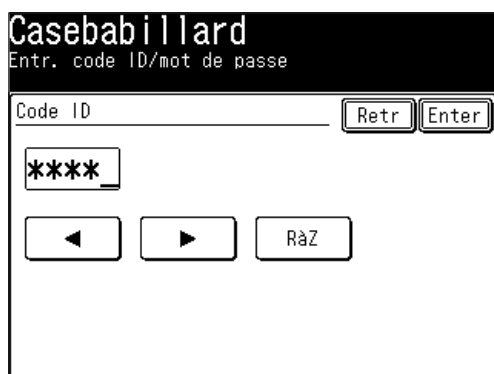 Casebabillard
Entr. code ID/mot de passe
Code ID
Retr Enter
****_
◄ ► RàZ